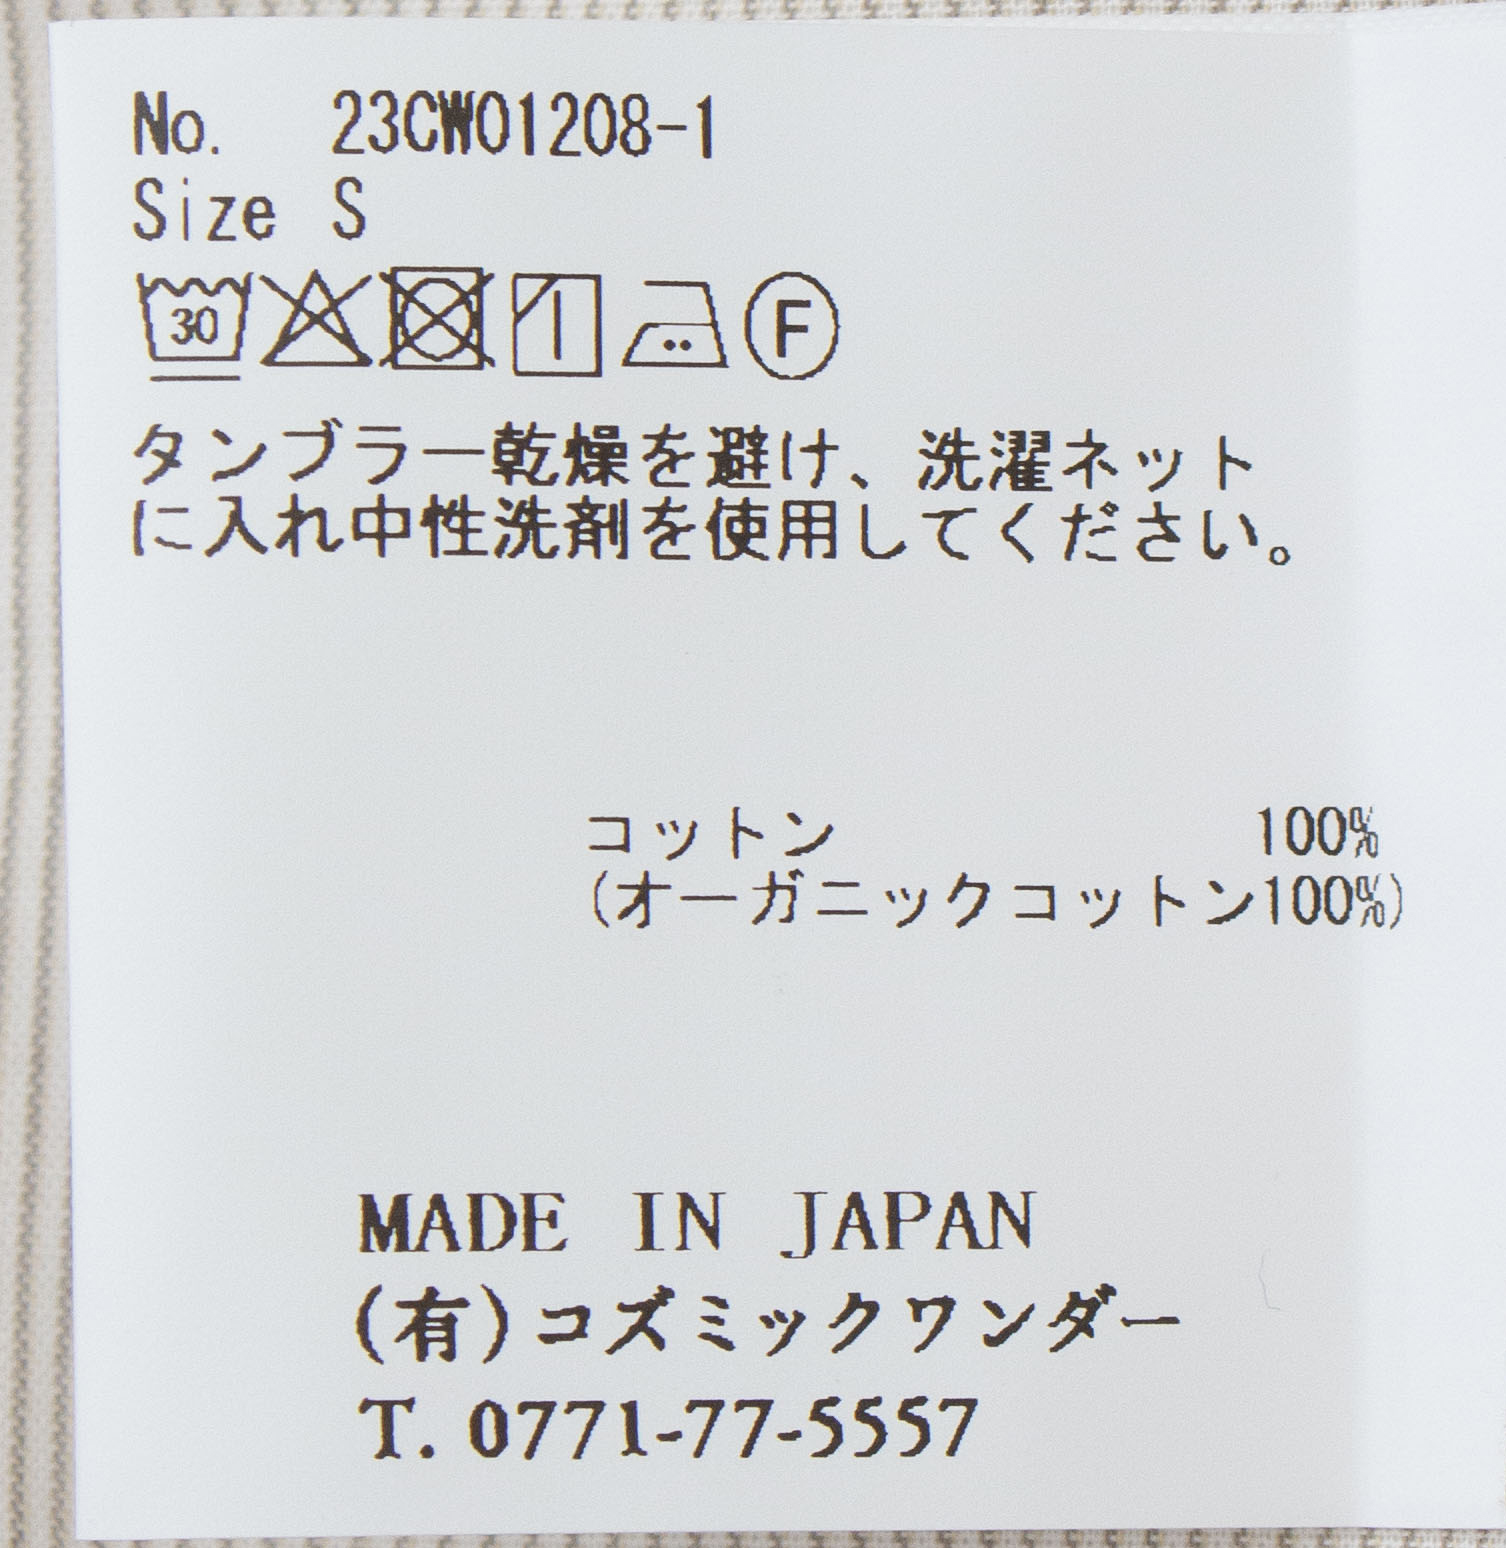 No. 23CW01208-1
Size S
30 F
タンブラー乾燥を避け、洗濯ネット
に入れ中性洗剤を使用してください。
コットン 100%
(オーガニックコットン100%)
MADE IN JAPAN
(有)コズミックワンダー
T. 0771-77-5557